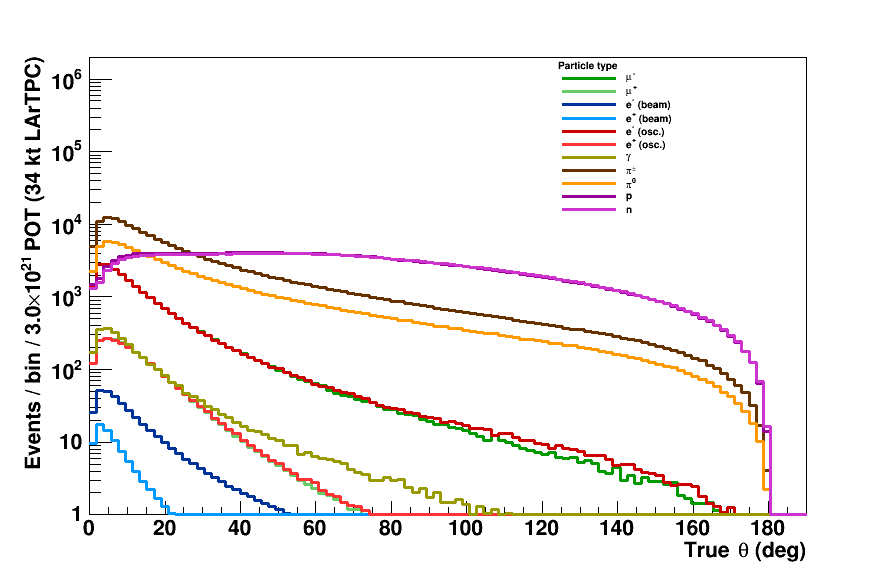 Events / bin / 3.0×10²¹ POT (34 kt LArTPC)
10⁶
10⁵
10⁴
10³
10²
10
1
Particle type
μ⁻
μ⁺
e⁻ (beam)
e⁺ (beam)
e⁻ (osc.)
e⁺ (osc.)
γ
π±
π⁰
p
n
0 20 40 60 80 100 120 140 160 180
True θ (deg)